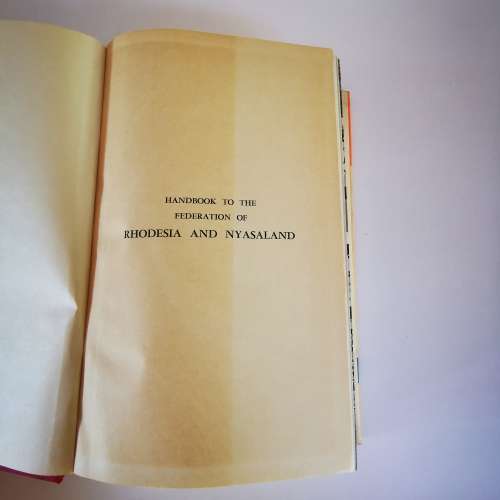 HANDBOOK TO THE
FEDERATION OF
RHODESIA AND NYASALAND